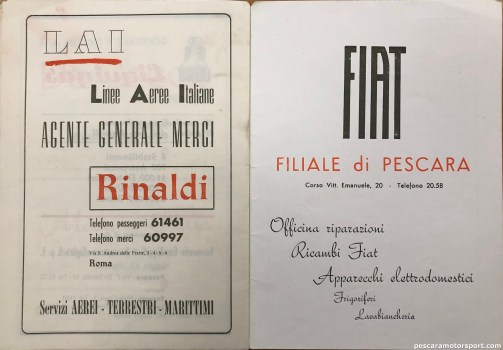 LAI
Linee Aeree Italiane
AGENTE GENERALE MERCI
Rinaldi
Telefono passeggeri 61461
Telefono merci 60997
Roma
Servizi AEREI - TERRESTRI - MARITTIMI
FIAT
FILIALE di PESCARA
Corso Vitt. Emanuele, 20 - Telefono 20.58
Officina riparazioni
Ricambi Fiat
Apparecchi elettrodomestici
Frigoriferi
Lavabiancheria
pescaramotorsport.com